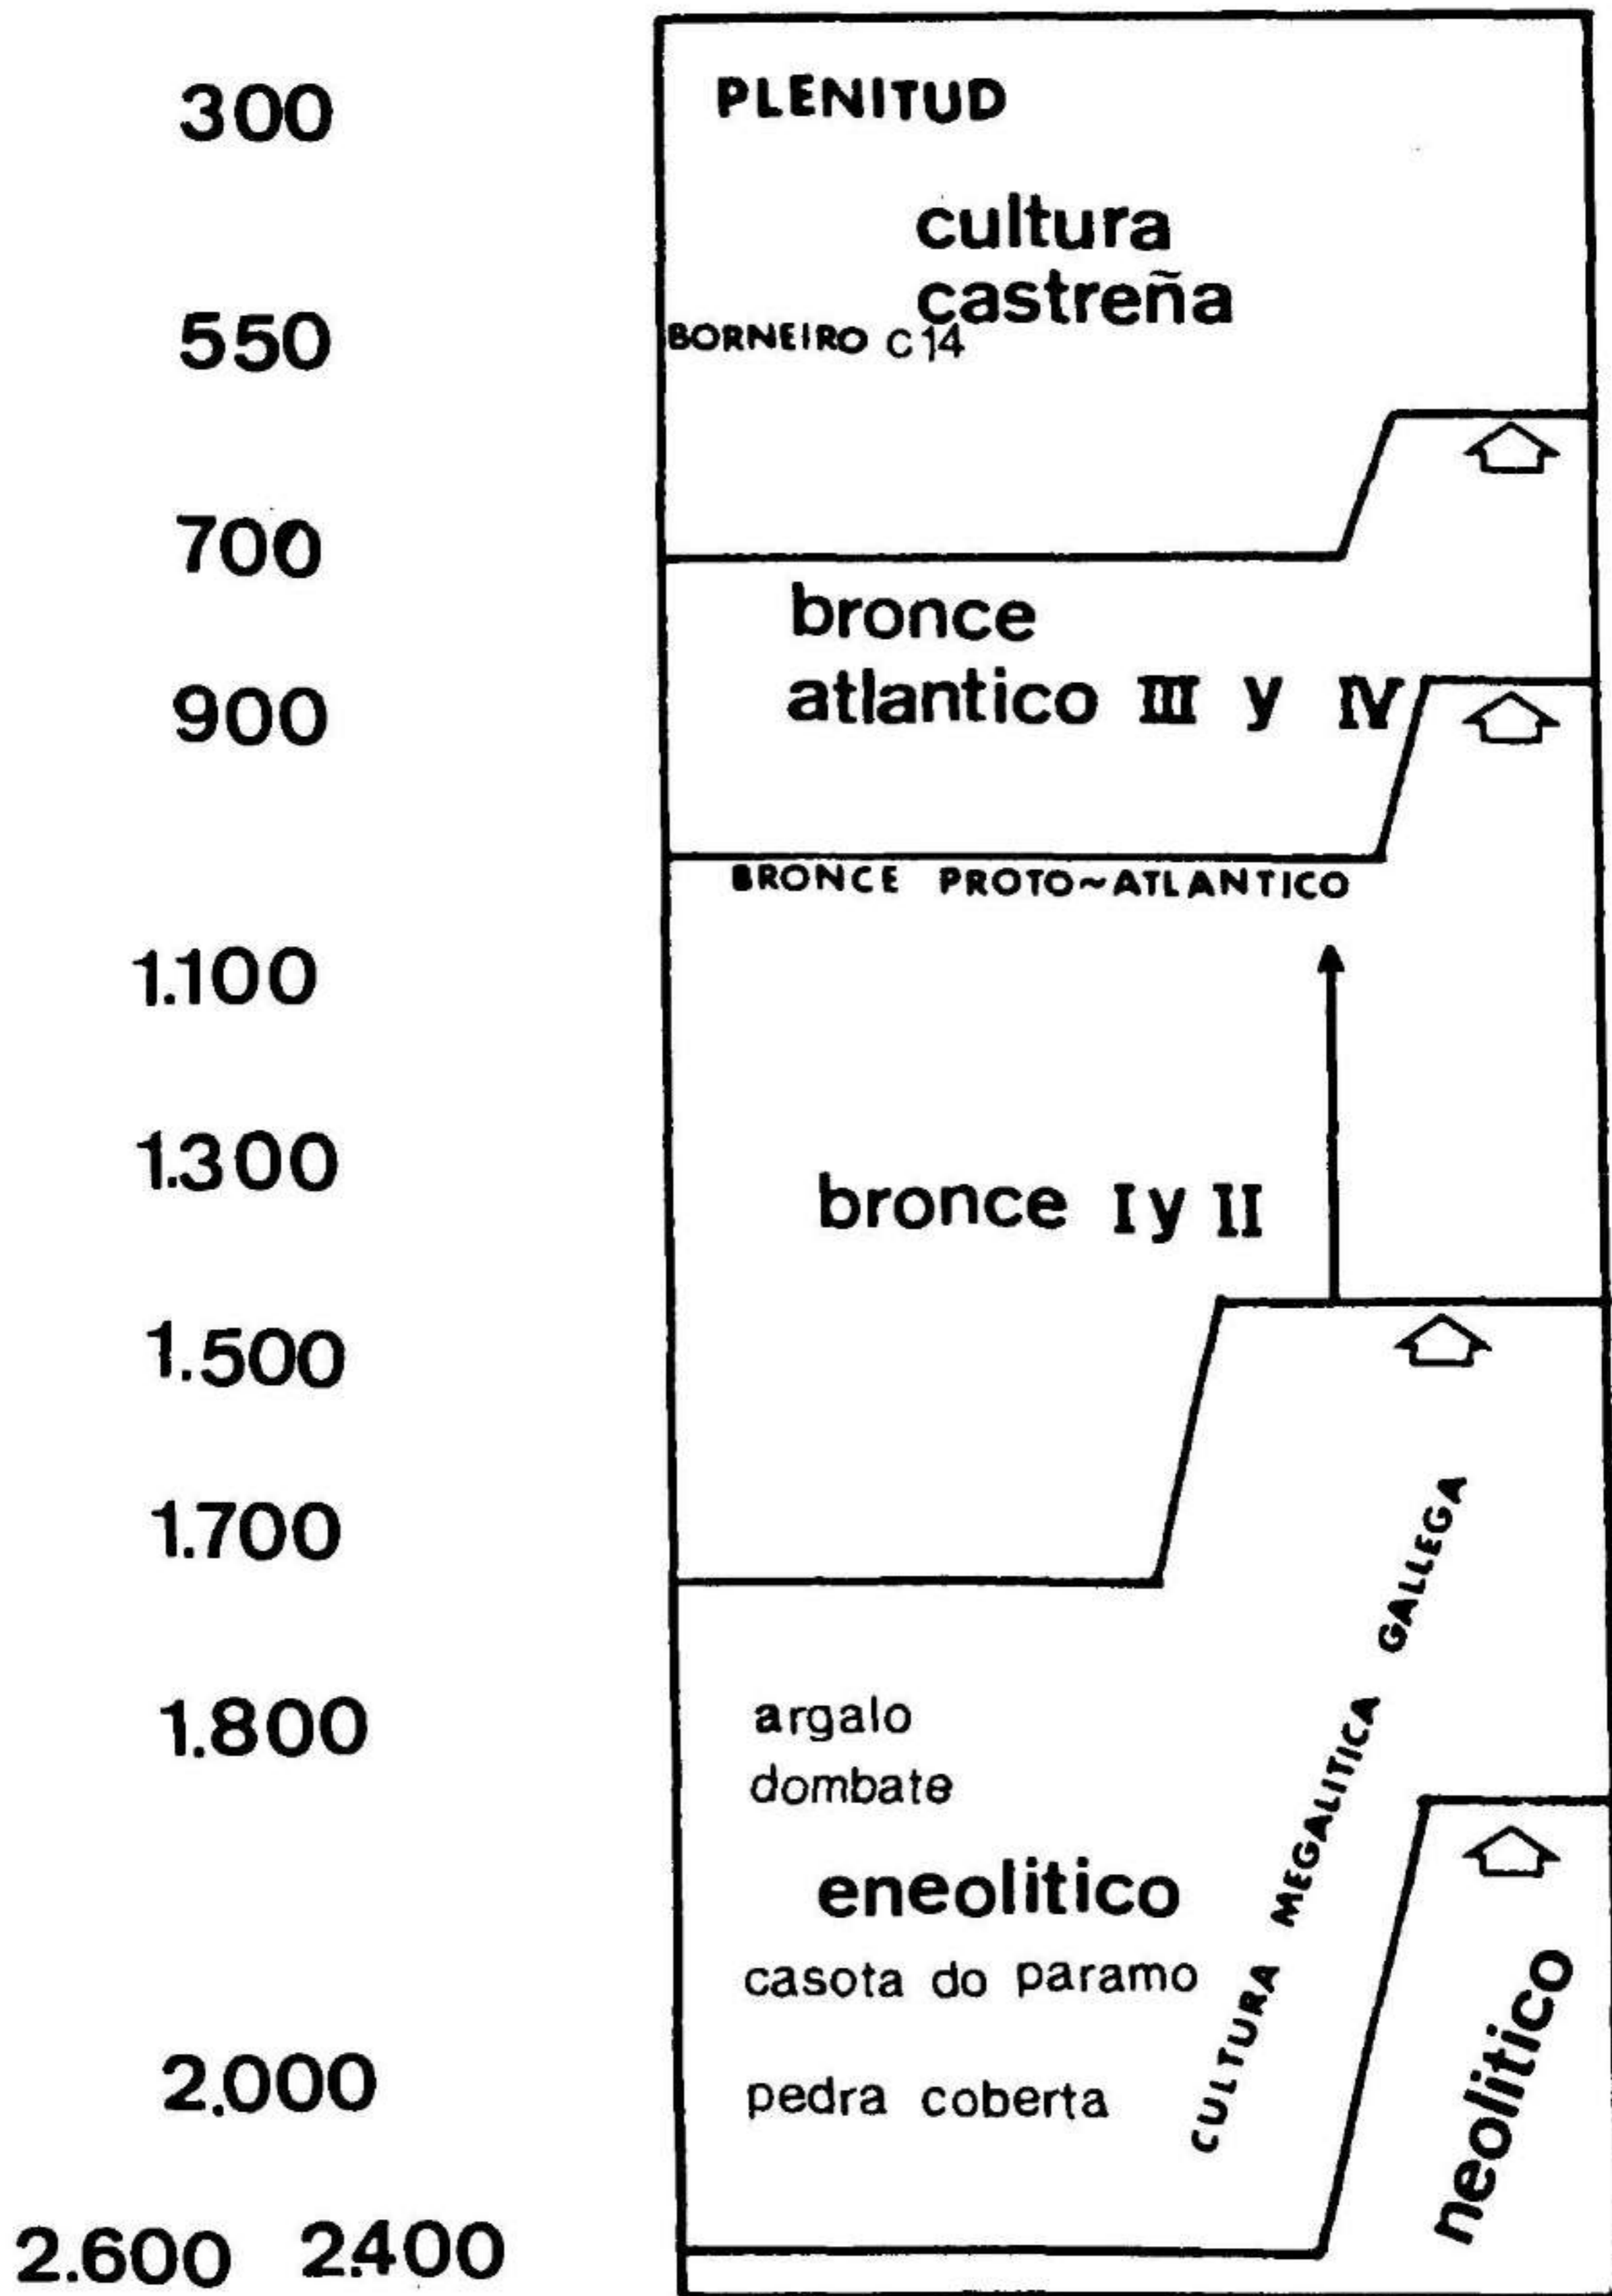 300
PLENITUD
cultura
castreña
550
BORNEIRO C14
700
bronce
900
atlantico III y IV
BRONCE PROTO~ATLANTICO
1.100
1.300
bronce I y II
1.500
1.700
1.800
argalo
dombate
CULTURA MEGALITICA GALLEGA
eneolitico
casota do paramo
neolitico
2.000
pedra coberta
2.600 2.400